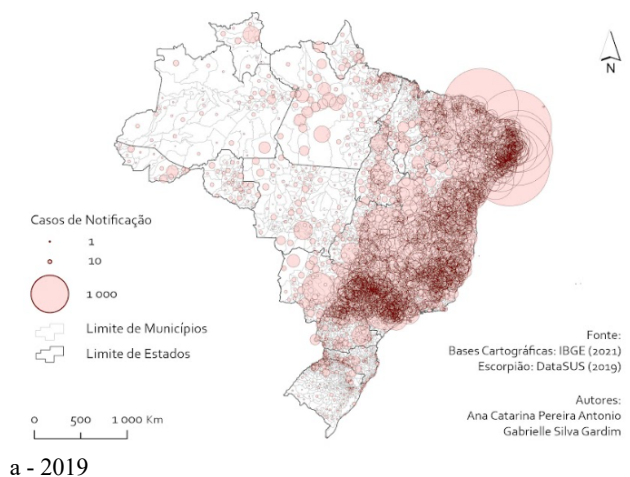 N
Casos de Notificação
1
10
1 000
Limite de Municípios
Limite de Estados
0 500 1 000 Km
Fonte:
Bases Cartográficas: IBGE (2021)
Escorpião: DataSUS (2019)
Autores:
Ana Catarina Pereira Antonio
Gabrielle Silva Gardim
a - 2019